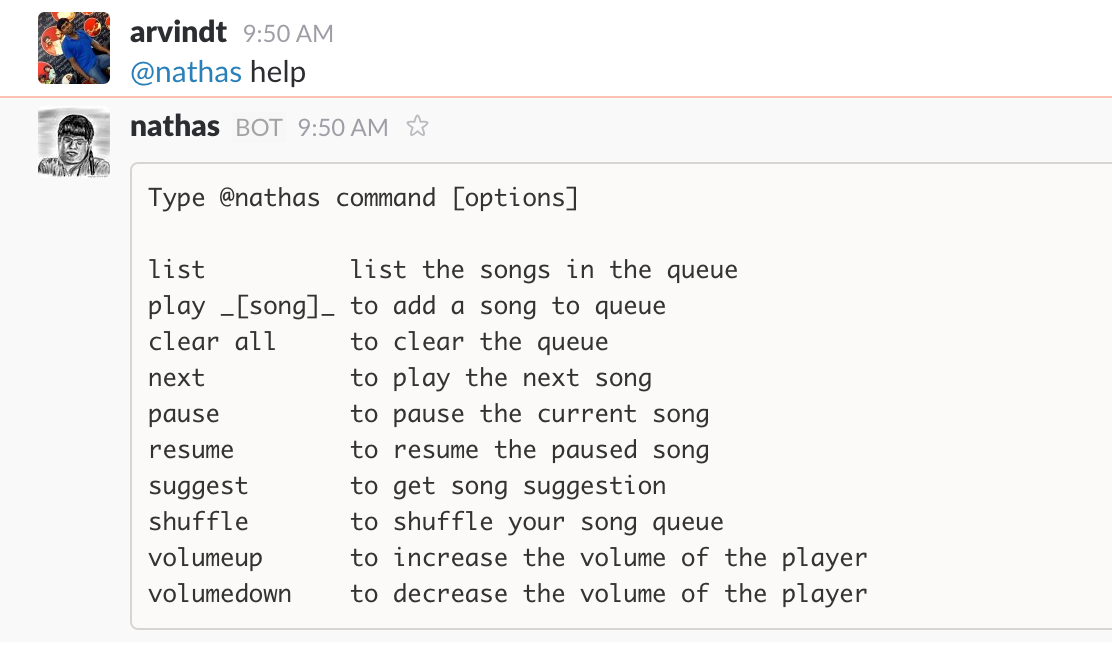 arvindt 9:50 AM
@nathas help
nathas BOT 9:50 AM
Type @nathas command [options]
list list the songs in the queue
play _[song]_ to add a song to queue
clear all to clear the queue
next to play the next song
pause to pause the current song
resume to resume the paused song
suggest to get song suggestion
shuffle to shuffle your song queue
volumeup to increase the volume of the player
volumedown to decrease the volume of the player